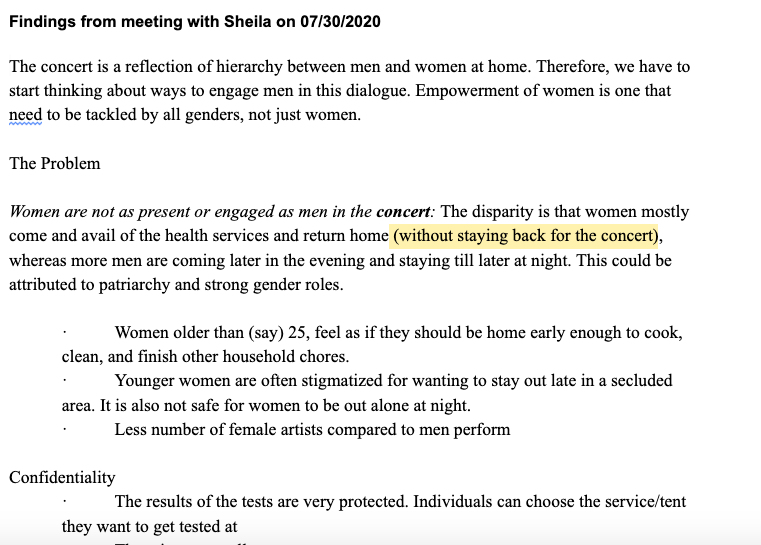 Findings from meeting with Sheila on 07/30/2020
The concert is a reflection of hierarchy between men and women at home. Therefore, we have to
start thinking about ways to engage men in this dialogue. Empowerment of women is one that
need to be tackled by all genders, not just women.
The Problem
Women are not as present or engaged as men in the concert: The disparity is that women mostly
come and avail of the health services and return home (without staying back for the concert),
whereas more men are coming later in the evening and staying till later at night. This could be
attributed to patriarchy and strong gender roles.
· Women older than (say) 25, feel as if they should be home early enough to cook,
clean, and finish other household chores.
· Younger women are often stigmatized for wanting to stay out late in a secluded
area. It is also not safe for women to be out alone at night.
· Less number of female artists compared to men perform
Confidentiality
· The results of the tests are very protected. Individuals can choose the service/tent
they want to get tested at